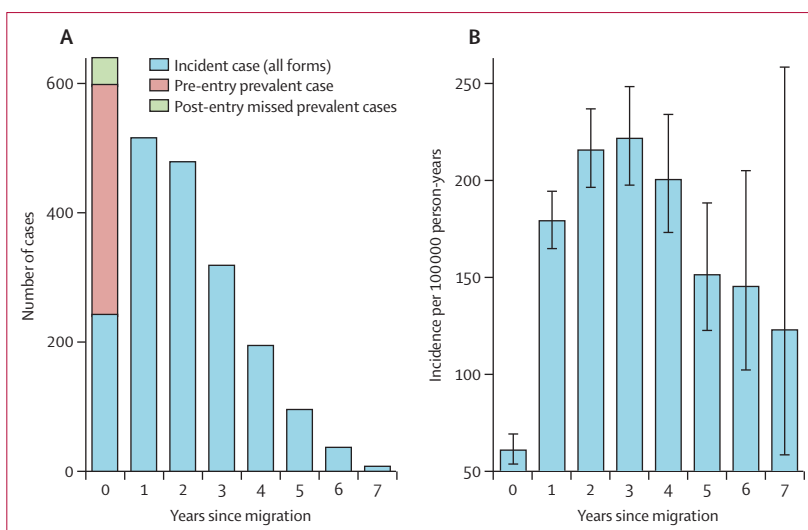 A
Incident case (all forms)
Pre-entry prevalent case
Post-entry missed prevalent cases
Number of cases
600
400
200
0
0 1 2 3 4 5 6 7
Years since migration
B
Incidence per 100 000 person-years
250
200
150
100
50
0 1 2 3 4 5 6 7
Years since migration